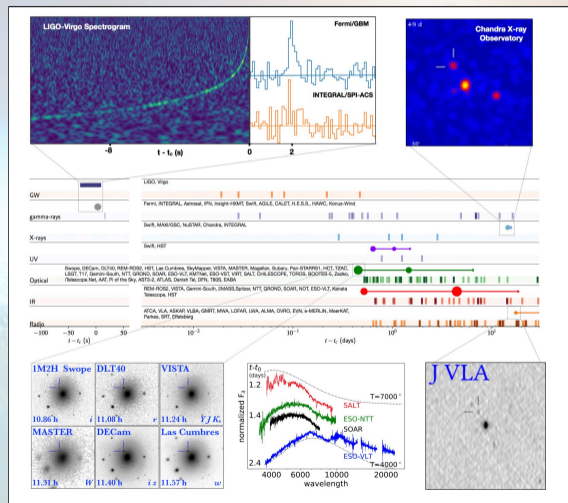 LIGO-Virgo Spectrogram
Fermi/GBM
INTEGRAL/SPI-ACS
-8
t - t_c (s)
0
2
+9 d
Chandra X-ray
Observatory
GW
LIGO, Virgo
gamma-rays
Fermi, INTEGRAL, Astrosat, IPN, Insight-HXMT, Swift, AGILE, CALET, H.E.S.S., HAWC, Konus-Wind
X-rays
Swift, MAXI/GSC, NuSTAR, Chandra, INTEGRAL
UV
Swift, HST
Optical
Swope, DECam, DLT40, REM-ROS2, HST, Las Cumbres, SkyMapper, VISTA, MASTER, Magellan, Subaru, Pan-STARRS1, HCT, TZAC,
LSGT, T17, Gemini-South, NTT, GROND, SOAR, ESO-VLT, KMTNet, ESO-VST, VIRT, SALT, CHILESCOPE, TOROS, BOOTES-5, Zadko,
iTelescope.Net, AAT, Pi of the Sky, AST3-2, ATLAS, Danish Tel, DFN, T80S, EABA
IR
REM-ROS2, VISTA, Gemini-South, 2MASS,Spitzer, NTT, GROND, SOAR, NOT, ESO-VLT, Kanata
Telescope, HST
Radio
ATCA, VLA, ASKAP, VLBA, GMRT, MWA, LOFAR, LWA, ALMA, OVRO, EVN, e-MERLIN, MeerKAT,
Parkes, SRT, Effelsberg
-100
-50
0
50
10⁻²
10⁻¹
10⁰
10¹
t - t_c (s)
t - t_c (days)
1M2H Swope
DLT40
VISTA
10.86 h
i
11.08 h
r
11.24 h
YJKₛ
MASTER
DECam
Las Cumbres
11.31 h
W
11.40 h
iz
11.57 h
w
t-t₀
(days)
1.2
1.4
2.4
normalized F_λ
SALT
ESO-NTT
SOAR
ESO-VLT
T=7000°
T=4000°
4000
6000
10000
20000
wavelength
J VLA